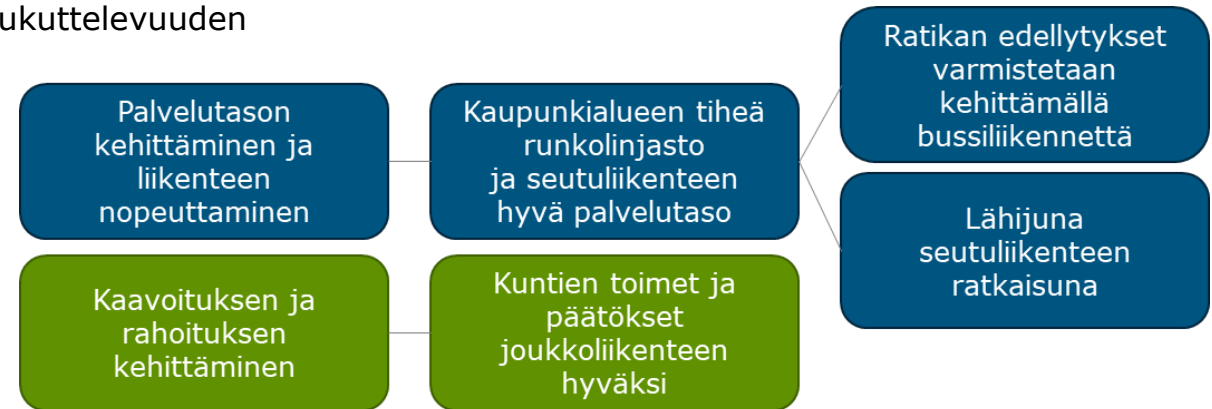 ukuttelevuuden
Palvelutason
kehittäminen ja
liikenteen
nopeuttaminen
Kaupunkialueen tiheä
runkolinjasto
ja seutuliikenteen
hyvä palvelutaso
Ratikan edellytykset
varmistetaan
kehittämällä
bussiliikennettä
Lähijuna
seutuliikenteen
ratkaisuna
Kaavoituksen ja
rahoituksen
kehittäminen
Kuntien toimet ja
päätökset
joukkoliikenteen
hyväksi